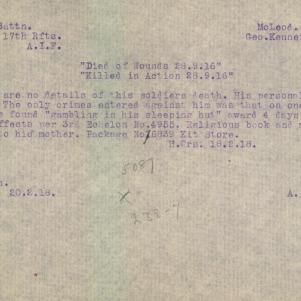 Battn. McLeod.
17th Rfts. Geo.Kenneth
A.I.F.
"Died of Wounds 28.9.16"
"Killed in Action 28.9.16"
are no details of this soldiers death. His personal
The only crimes entered against him was that on one
found "gambling in his sleeping hut" award 4 days
effects per 3rd Echelon No.4955. Religious book and
to his mother. Package No.6839 Kit Store.
H.Qrs. 16.2.18.
5087
20.2.18. A.